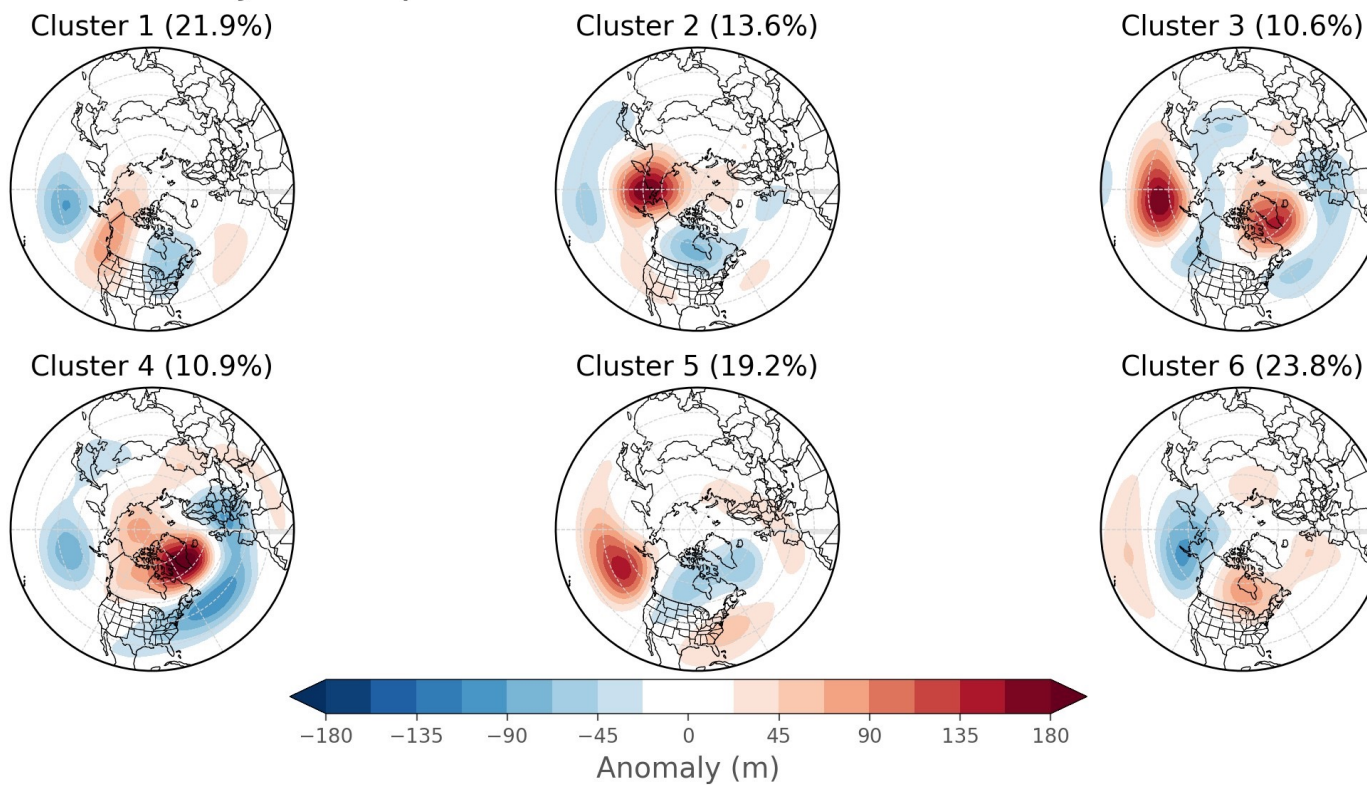 Cluster 1 (21.9%) Cluster 2 (13.6%) Cluster 3 (10.6%)
Cluster 4 (10.9%) Cluster 5 (19.2%) Cluster 6 (23.8%)
−180 −135 −90 −45 0 45 90 135 180
Anomaly (m)